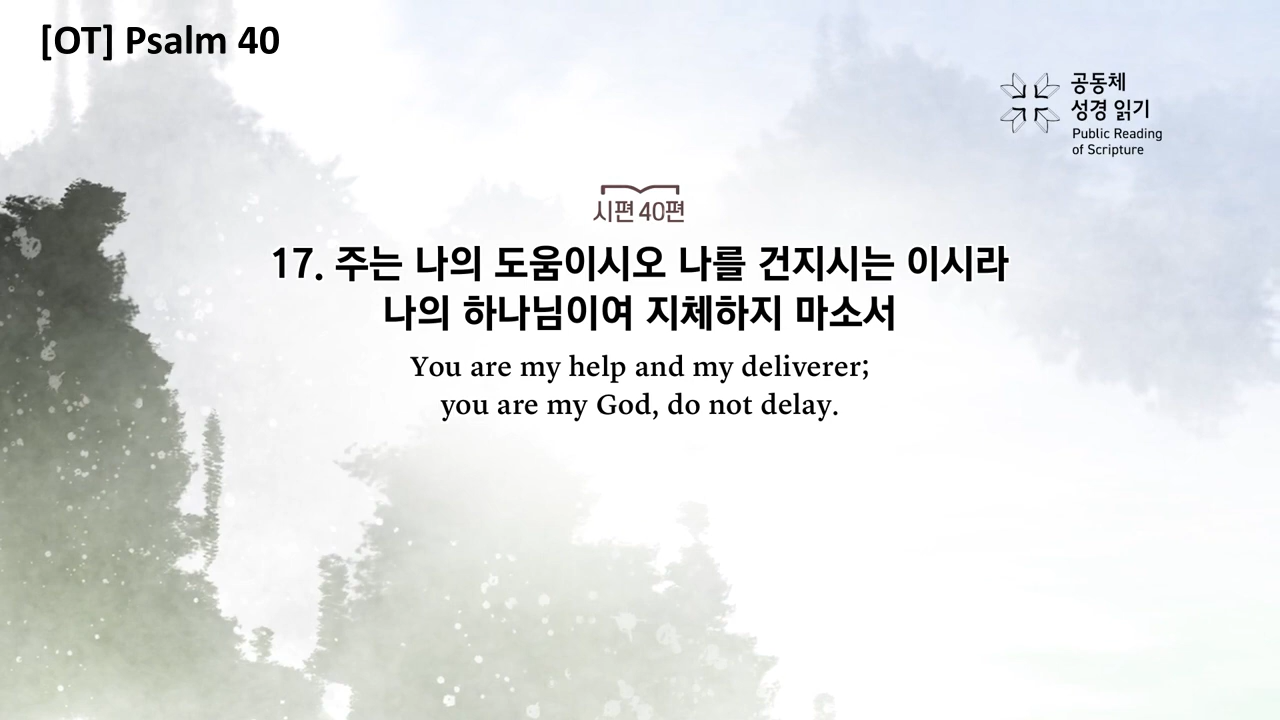 [OT] Psalm 40
공동체
성경 읽기
Public Reading
of Scripture
시편 40편
17. 주는 나의 도움이시오 나를 건지시는 이시라
나의 하나님이여 지체하지 마소서
You are my help and my deliverer;
you are my God, do not delay.